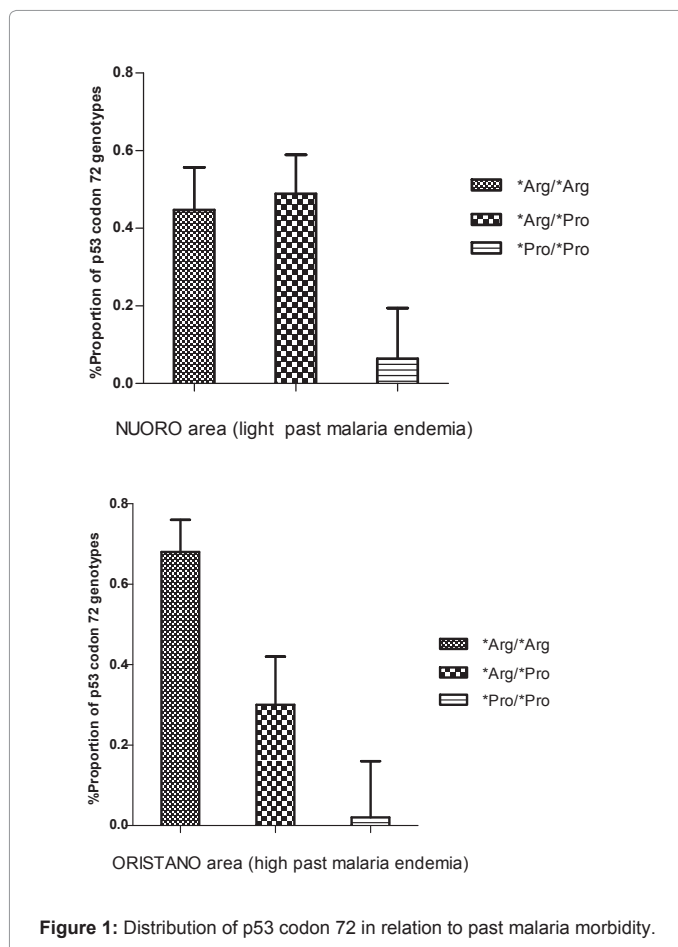 0.8
0.6
0.4
0.2
0.0
%Proportion of p53 codon 72 genotypes
*Arg/*Arg
*Arg/*Pro
*Pro/*Pro
NUORO area (light past malaria endemia)
0.8
0.6
0.4
0.2
0.0
%Proportion of p53 codon 72 genotypes
*Arg/*Arg
*Arg/*Pro
*Pro/*Pro
ORISTANO area (high past malaria endemia)
Figure 1: Distribution of p53 codon 72 in relation to past malaria morbidity.